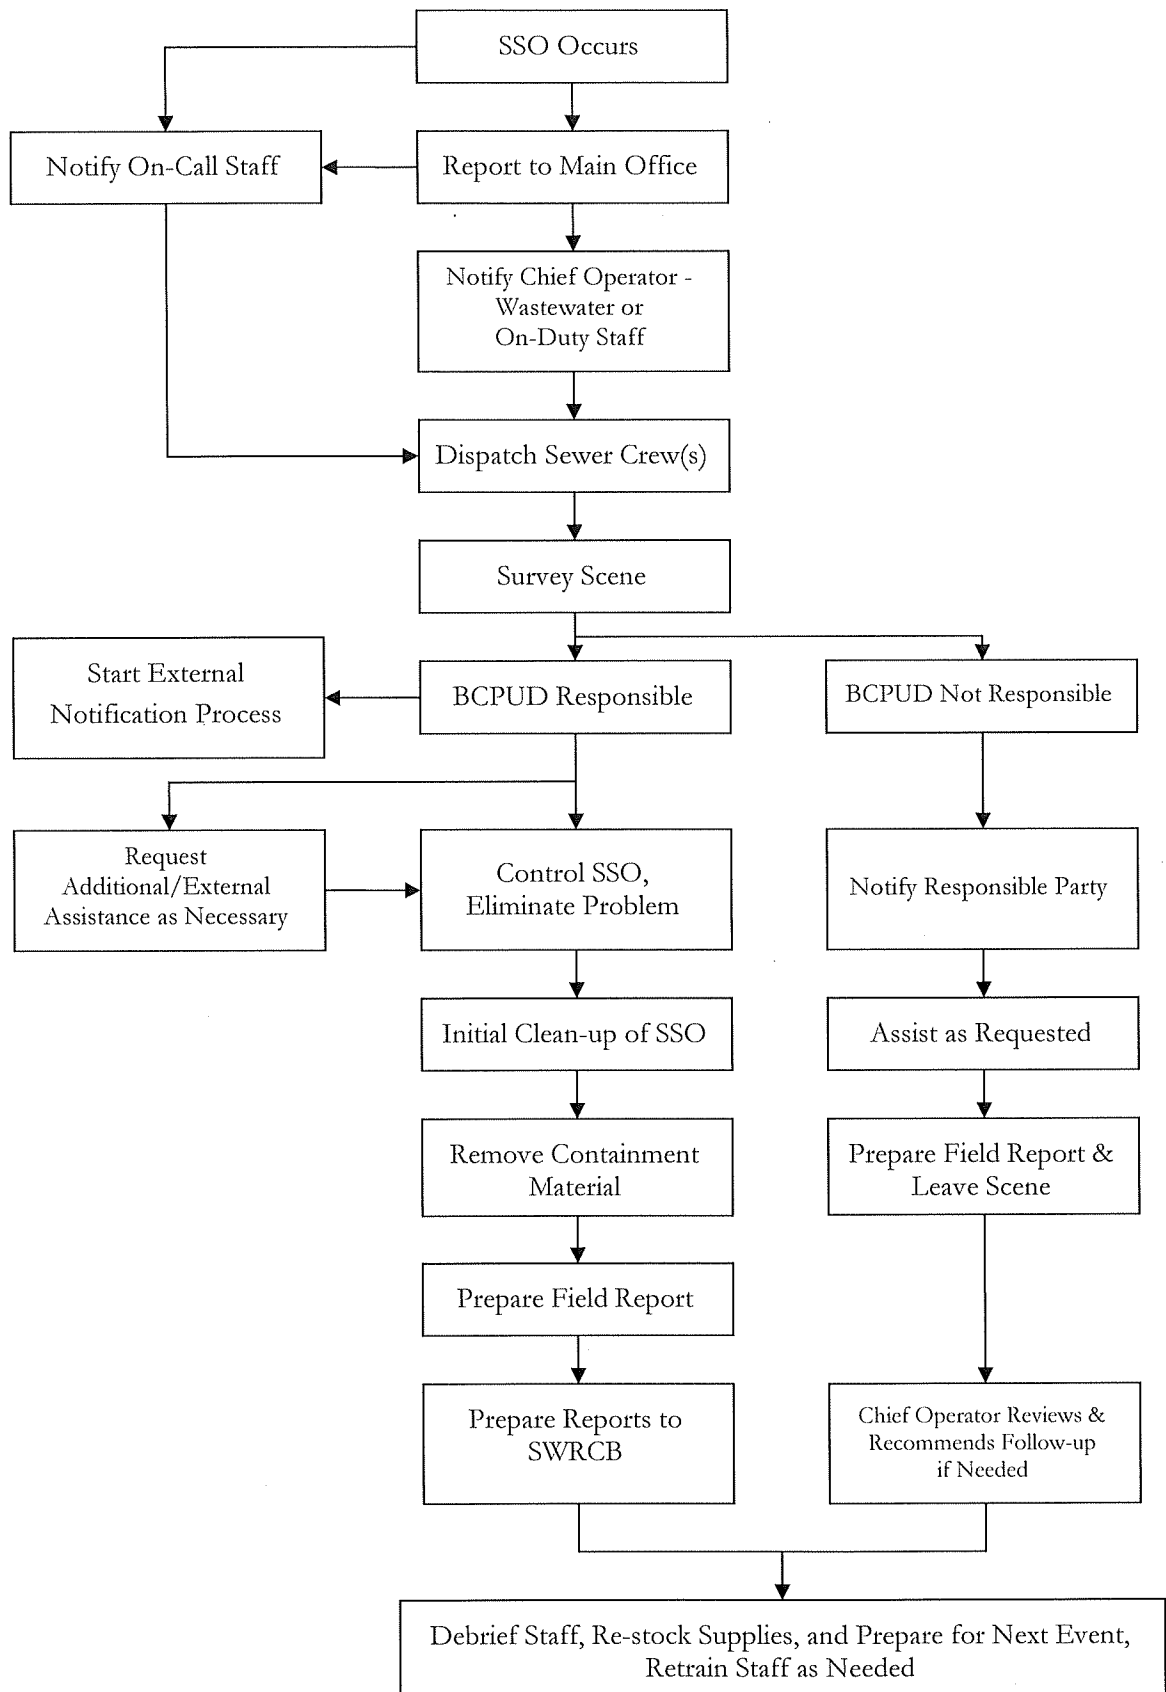 SSO Occurs
Notify On-Call Staff
Report to Main Office
Notify Chief Operator -
Wastewater or
On-Duty Staff
Dispatch Sewer Crew(s)
Survey Scene
Start External
Notification Process
BCPUD Responsible
BCPUD Not Responsible
Request
Additional/External
Assistance as Necessary
Control SSO,
Eliminate Problem
Notify Responsible Party
Initial Clean-up of SSO
Assist as Requested
Remove Containment
Material
Prepare Field Report &
Leave Scene
Prepare Field Report
Prepare Reports to
SWRCB
Chief Operator Reviews &
Recommends Follow-up
if Needed
Debrief Staff, Re-stock Supplies, and Prepare for Next Event,
Retrain Staff as Needed